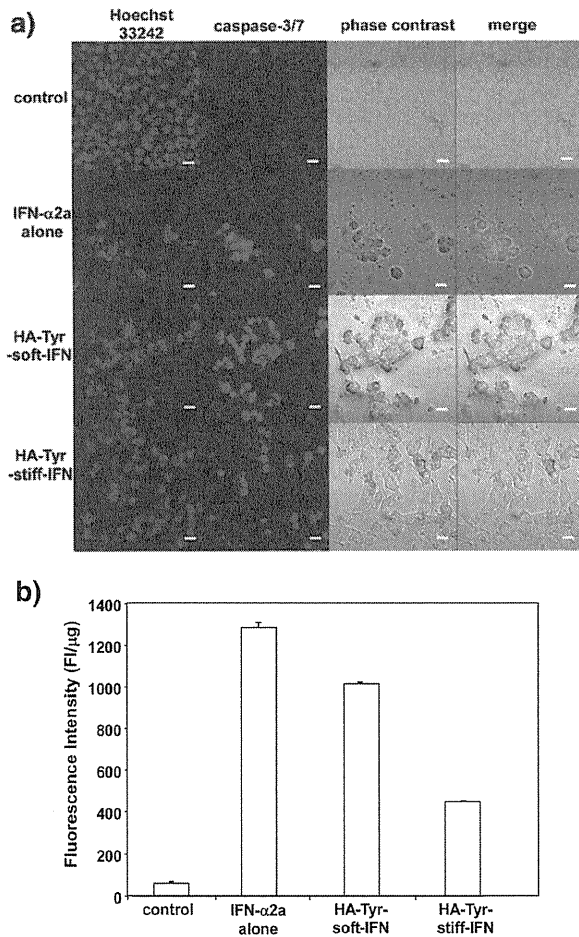 a)
Hoechst
33242
caspase-3/7
phase contrast
merge
control
IFN-α2a
alone
HA-Tyr
-soft-IFN
HA-Tyr
-stiff-IFN
b)
Fluorescence Intensity (FI/μg)
1400
1200
1000
800
600
400
200
0
control
IFN-α2a
alone
HA-Tyr-
soft-IFN
HA-Tyr-
stiff-IFN